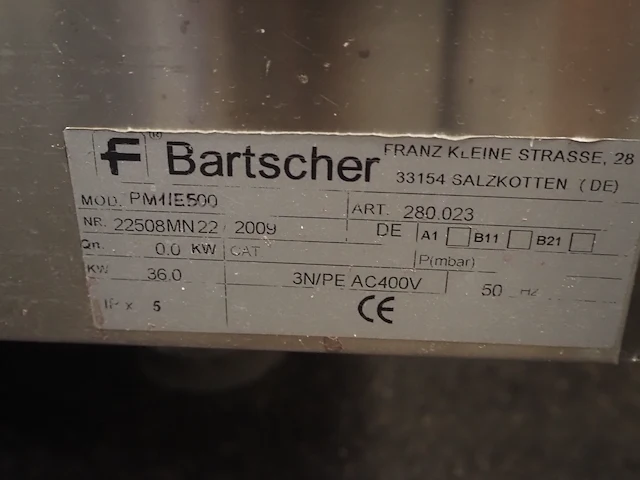 Bartscher
FRANZ KLEINE STRASSE, 28
33154 SALZKOTTEN (DE)
MOD. PM4IE500
ART. 280.023
NR. 22508MN22 2009
DE A1 B11 B21
Qn. 0.0 KW CAT
P(mbar)
KW 36.0
3N/PE AC400V
50 HZ
IP x 5
CE